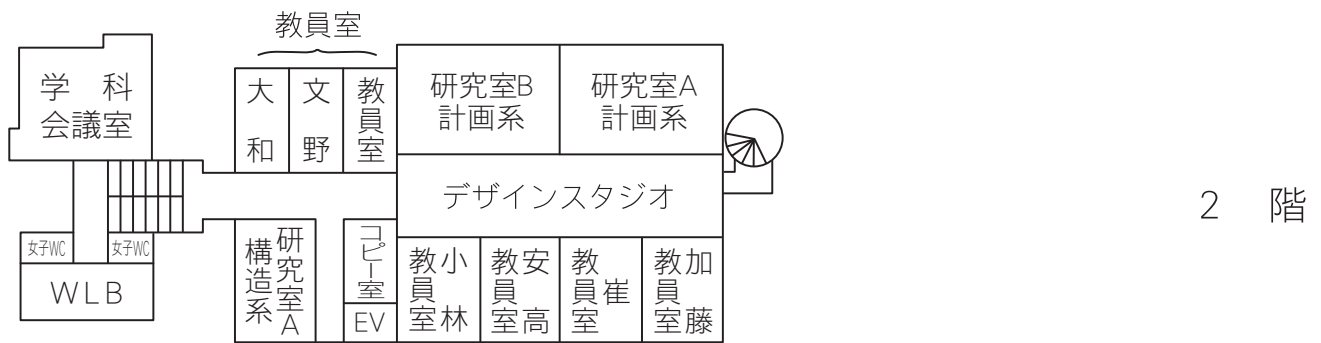 教員室
学 科
会議室
大和
文野
教員室
研究室B
計画系
研究室A
計画系
デザインスタジオ
2 階
女子WC
女子WC
WLB
研究室A
構造系
コピー室
EV
小林
教員室
安高
教員室
崔
教員室
加藤
教員室